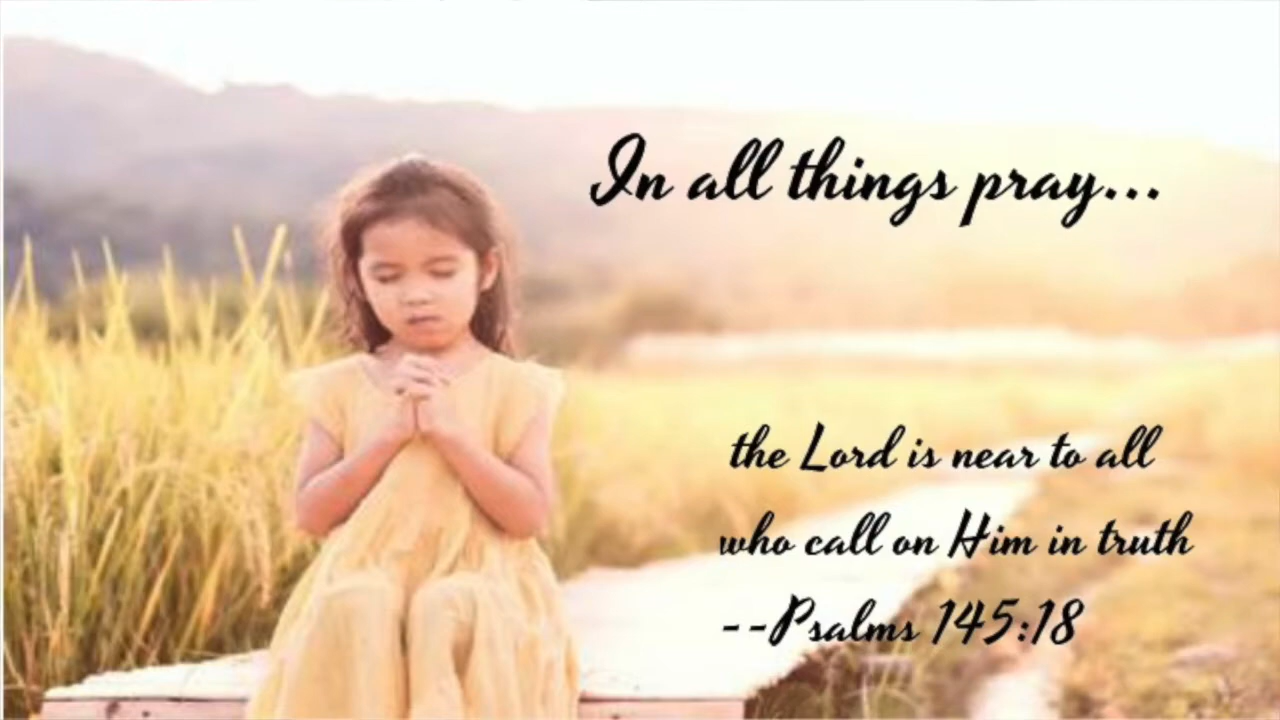 In all things pray...
the Lord is near to all
who call on Him in truth
--Psalms 145:18